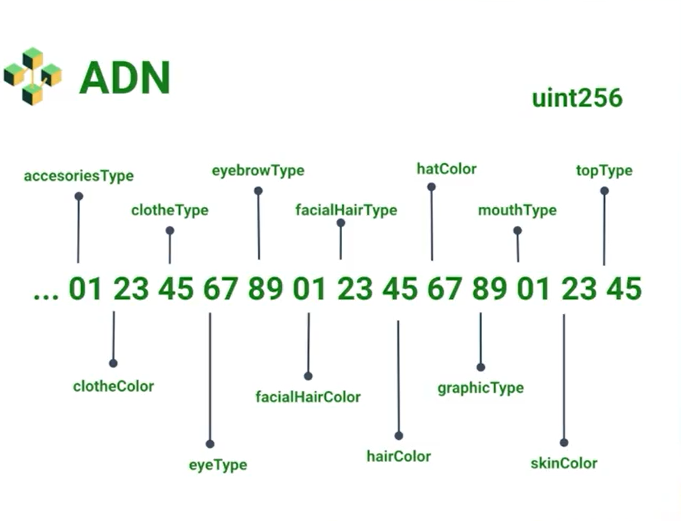 ADN
uint256
accesoriesType
eyebrowType
hatColor
topType
clotheType
facialHairType
mouthType
... 01 23 45 67 89 01 23 45 67 89 01 23 45
clotheColor
facialHairColor
graphicType
eyeType
hairColor
skinColor